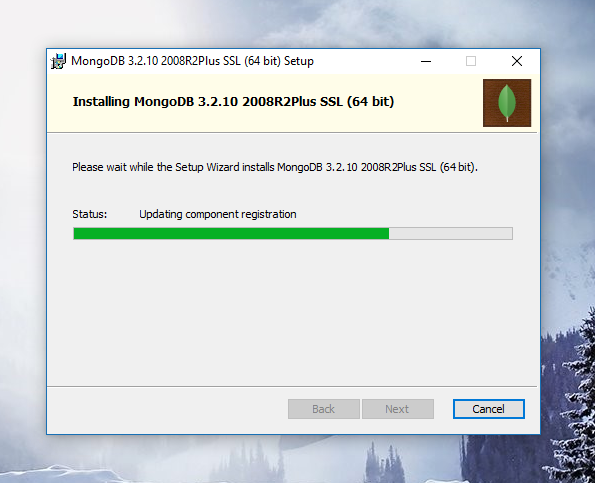 MongoDB 3.2.10 2008R2Plus SSL (64 bit) Setup
Installing MongoDB 3.2.10 2008R2Plus SSL (64 bit)
Please wait while the Setup Wizard installs MongoDB 3.2.10 2008R2Plus SSL (64 bit).
Status: Updating component registration
Back Next Cancel